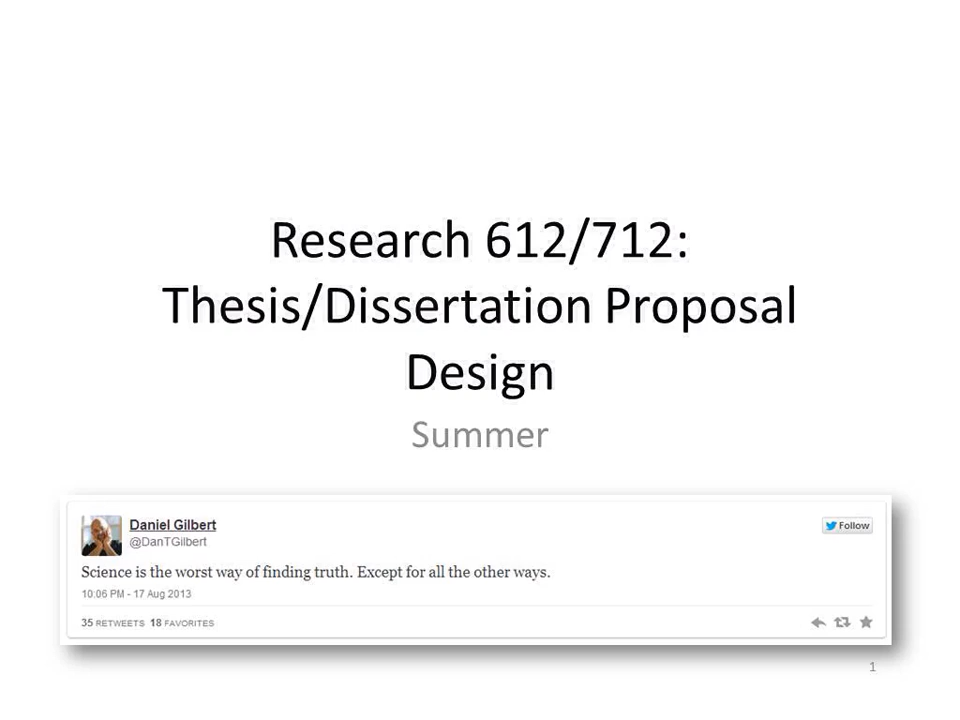 Research 612/712:
Thesis/Dissertation Proposal
Design
Summer
Daniel Gilbert
@DanTGilbert
Follow
Science is the worst way of finding truth. Except for all the other ways.
10:06 PM - 17 Aug 2013
35 RETWEETS 18 FAVORITES
1